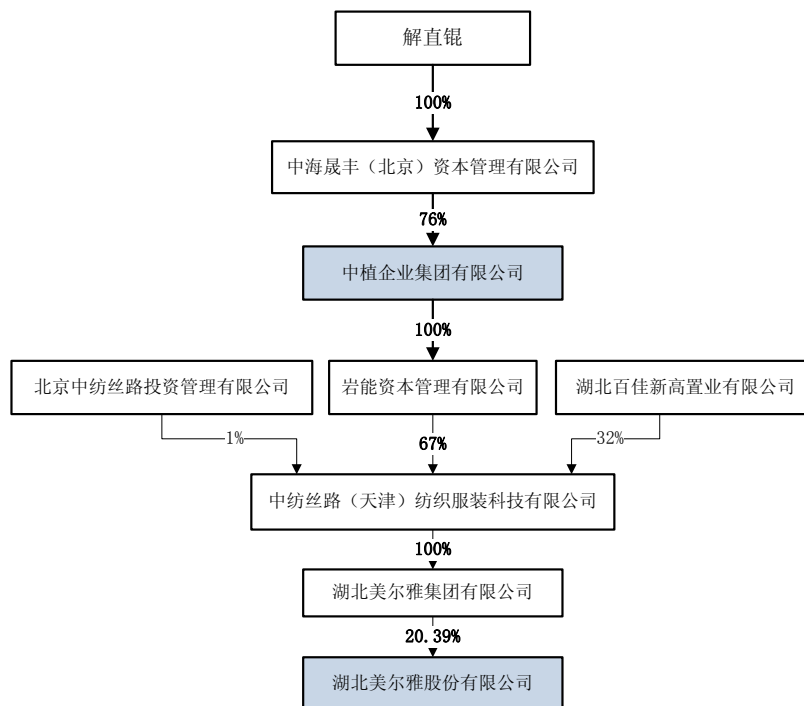 解直锟
100%
中海晟丰（北京）资本管理有限公司
76%
中植企业集团有限公司
100%
北京中纺丝路投资管理有限公司
岩能资本管理有限公司
湖北百佳新高置业有限公司
1%
67%
32%
中纺丝路（天津）纺织服装科技有限公司
100%
湖北美尔雅集团有限公司
20.39%
湖北美尔雅股份有限公司